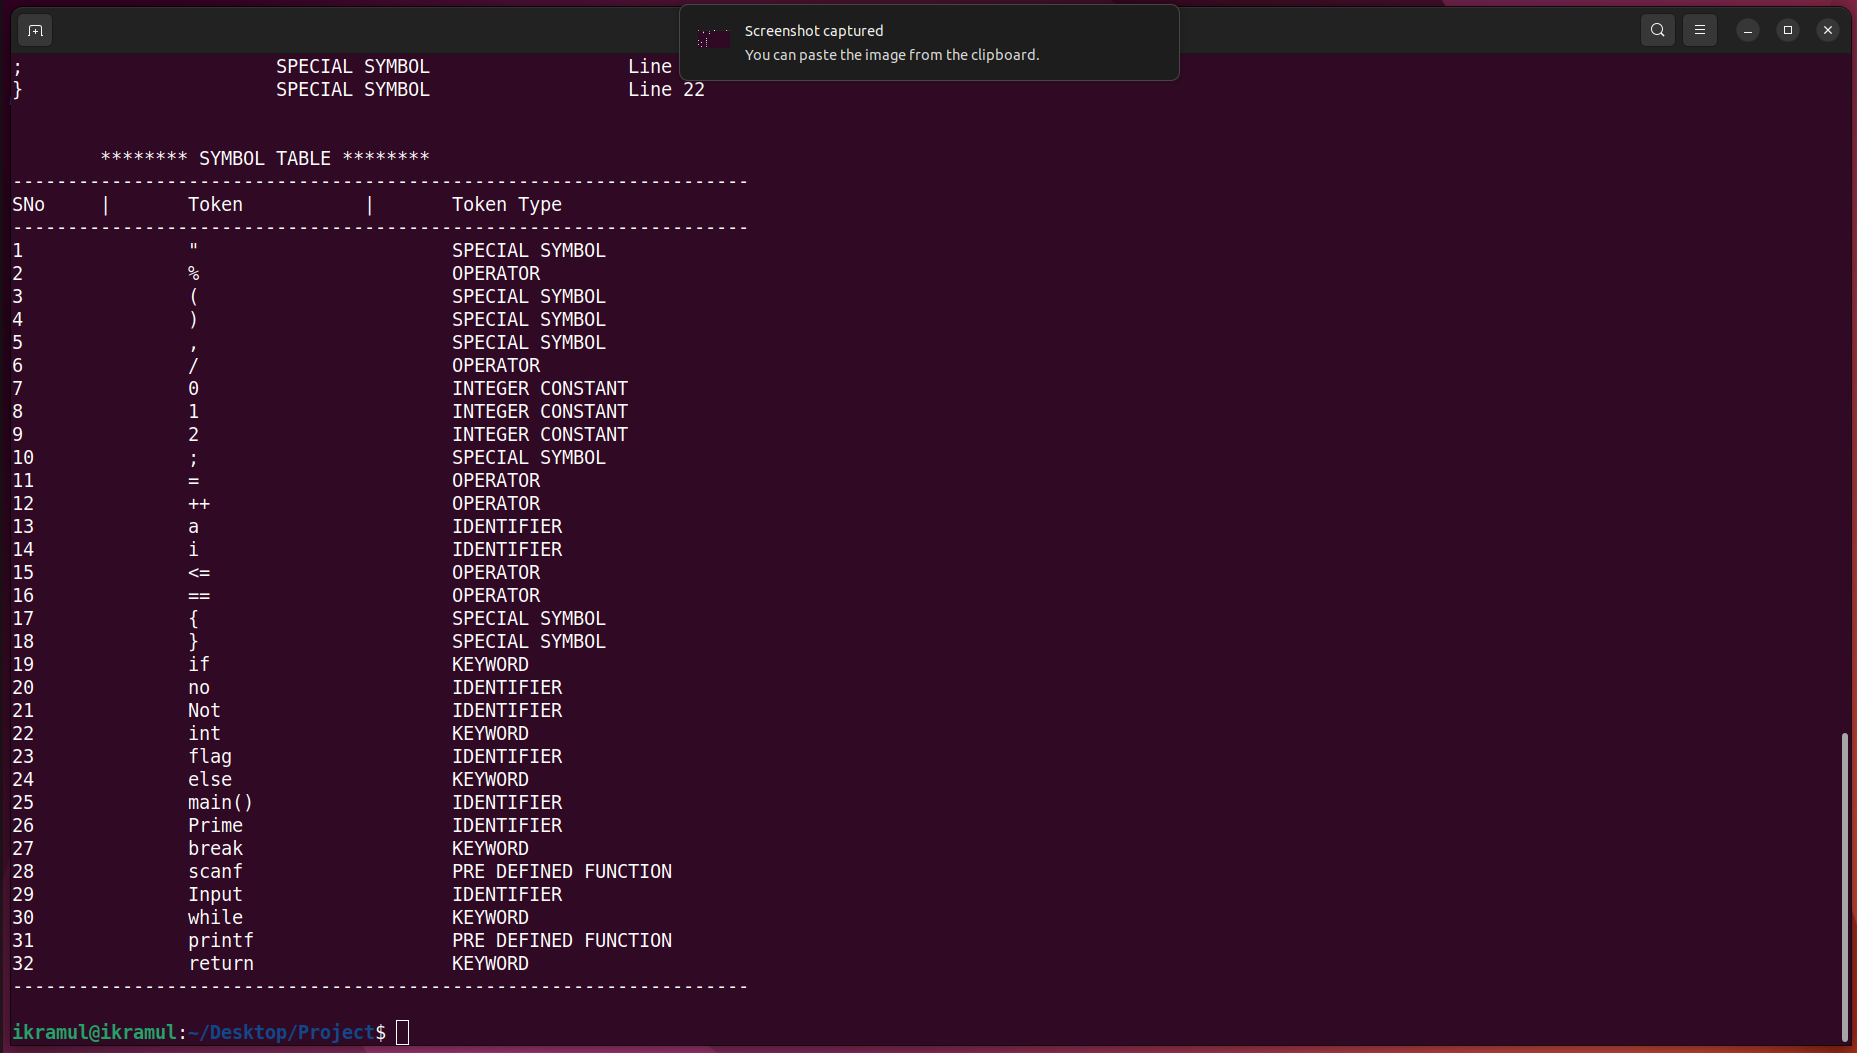 Screenshot captured
You can paste the image from the clipboard.
; SPECIAL SYMBOL Line
} SPECIAL SYMBOL Line 22
******** SYMBOL TABLE ********
-------------------------------------------------------------------
SNo | Token | Token Type
-------------------------------------------------------------------
1 " SPECIAL SYMBOL
2 % OPERATOR
3 ( SPECIAL SYMBOL
4 ) SPECIAL SYMBOL
5 , SPECIAL SYMBOL
6 / OPERATOR
7 0 INTEGER CONSTANT
8 1 INTEGER CONSTANT
9 2 INTEGER CONSTANT
10 ; SPECIAL SYMBOL
11 = OPERATOR
12 ++ OPERATOR
13 a IDENTIFIER
14 i IDENTIFIER
15 <= OPERATOR
16 == OPERATOR
17 { SPECIAL SYMBOL
18 } SPECIAL SYMBOL
19 if KEYWORD
20 no IDENTIFIER
21 Not IDENTIFIER
22 int KEYWORD
23 flag IDENTIFIER
24 else KEYWORD
25 main() IDENTIFIER
26 Prime IDENTIFIER
27 break KEYWORD
28 scanf PRE DEFINED FUNCTION
29 Input IDENTIFIER
30 while KEYWORD
31 printf PRE DEFINED FUNCTION
32 return KEYWORD
-------------------------------------------------------------------
ikramul@ikramul:~/Desktop/Project$